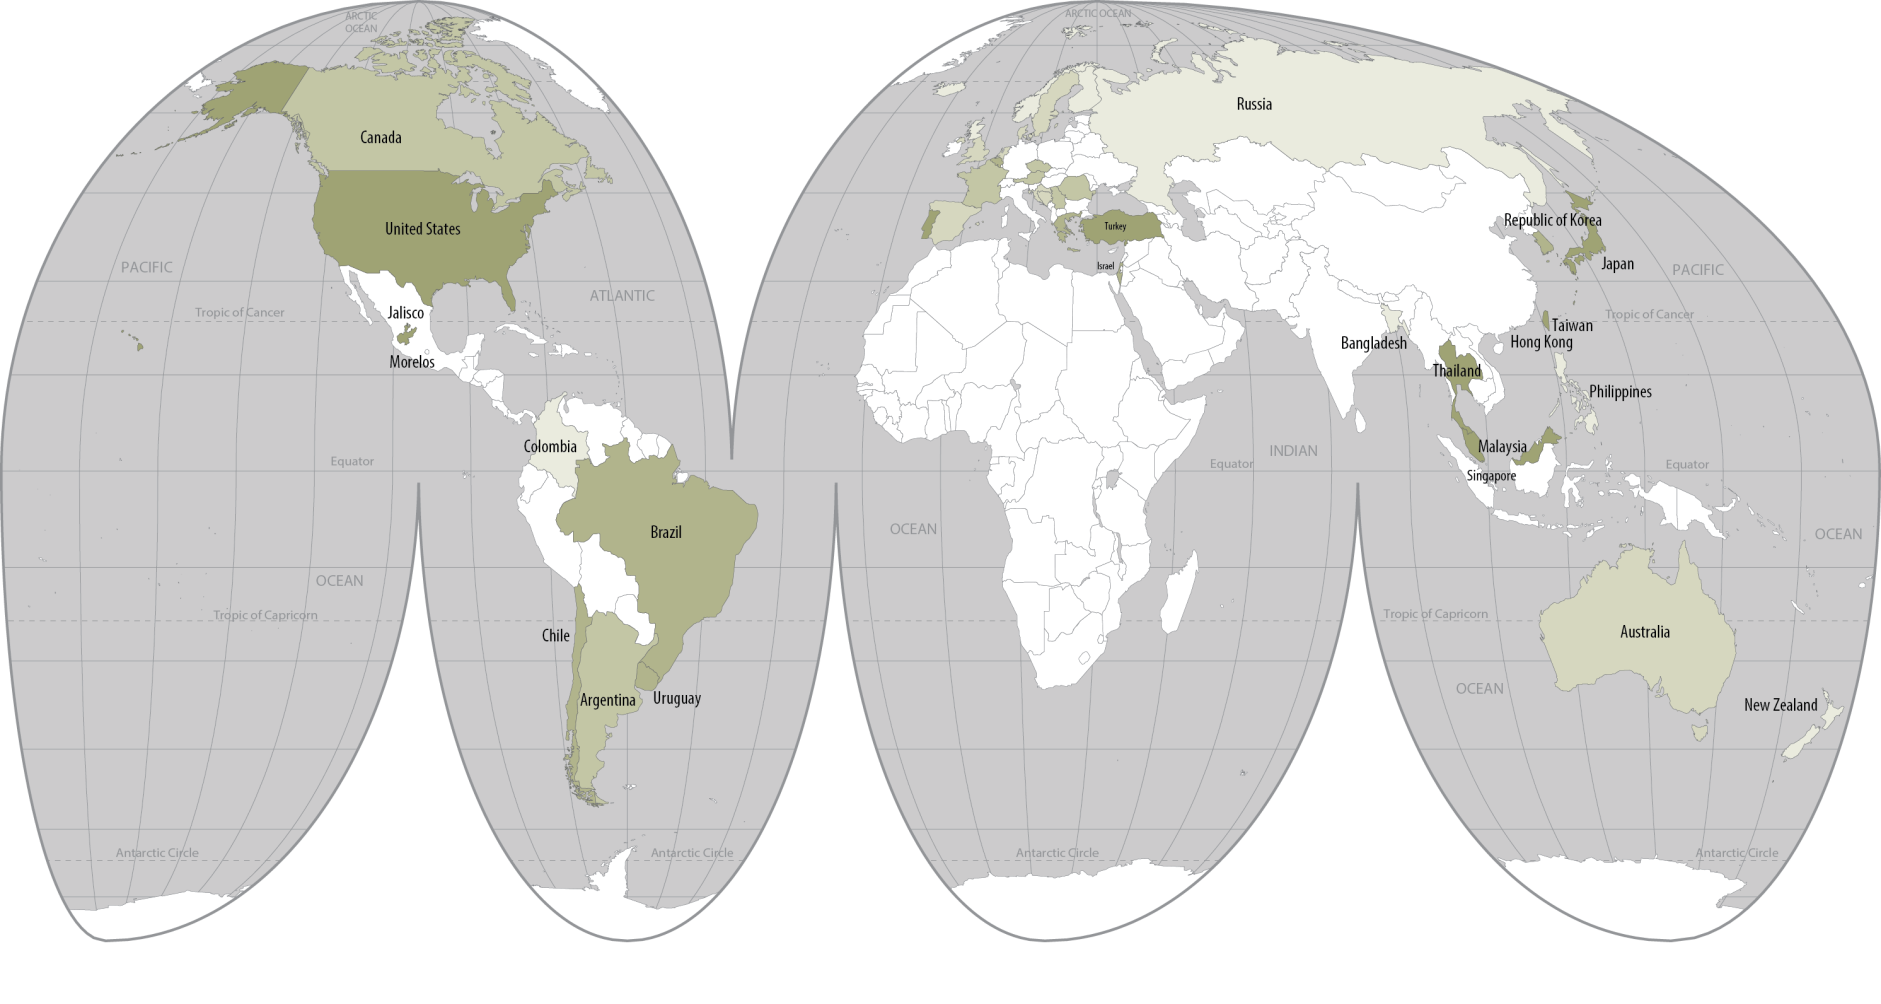 ARCTIC
OCEAN
ARCTIC OCEAN
Russia
Canada
United States
Republic of Korea
Turkey
Japan
Israel
PACIFIC
PACIFIC
ATLANTIC
Tropic of Cancer
Jalisco
Tropic of Cancer
Taiwan
Bangladesh
Hong Kong
Morelos
Thailand
Philippines
Colombia
Malaysia
INDIAN
Equator
Equator
Equator
Singapore
Brazil
OCEAN
OCEAN
OCEAN
Tropic of Capricorn
Tropic of Capricorn
Chile
Australia
OCEAN
Argentina
Uruguay
New Zealand
Antarctic Circle
Antarctic Circle
Antarctic Circle
Antarctic Circle